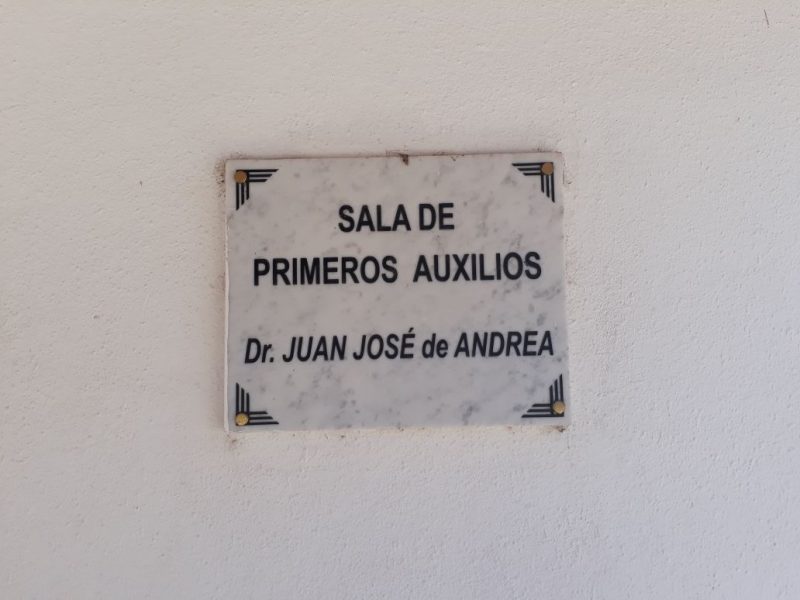 SALA DE
PRIMEROS AUXILIOS
Dr. JUAN JOSÉ de ANDREA